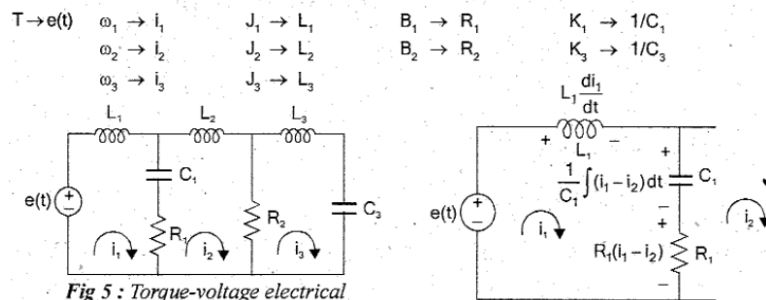 T→e(t) ω₁ → i₁ J₁ → L₁ B₁ → R₁ K₁ → 1/C₁
ω₂ → i₂ J₂ → L₂ B₂ → R₂ K₃ → 1/C₃
ω₃ → i₃ J₃ → L₃
L₁ L₂ L₃
C₁
e(t) + −
R₂
C₃
R₁
i₁ i₂ i₃
Fig 5 : Torque-voltage electrical
L₁ di₁/dt
+ −
L₁
+
1/C₁ ∫(i₁−i₂)dt C₁
−
e(t) + −
i₁ i₂
+
R₁(i₁−i₂) R₁
−